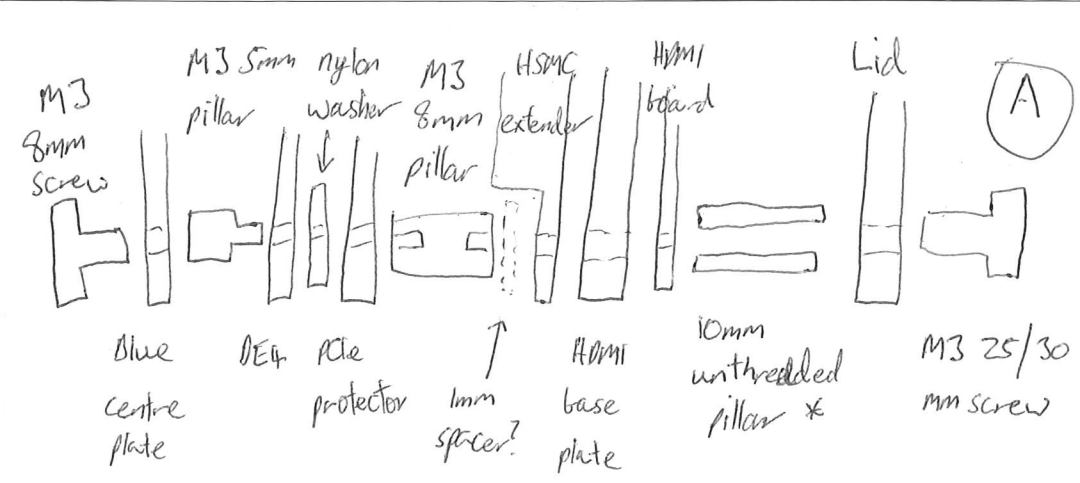 M3
8mm
screw
M3 5mm
pillar
nylon
washer
M3
8mm
pillar
HSMC
extender
HDMI
board
Lid
A
Blue
centre
plate
DE4
PCIe
protector
1mm
spacer?
HDMI
base
plate
10mm
unthreaded
pillar *
M3 25/30
mm screw